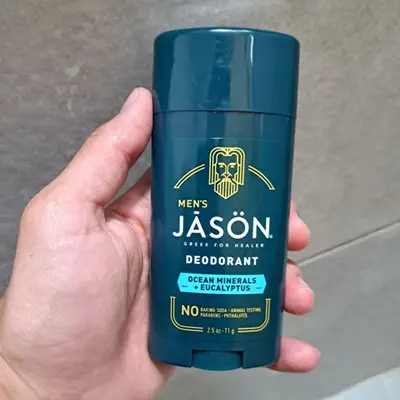 MEN'S
JĀSÖN®
GREEK FOR HEALER
DEODORANT
OCEAN MINERALS
+ EUCALYPTUS
NO BAKING SODA • ANIMAL TESTING
PARABENS • PHTHALATES
2.5 oz • 71 g